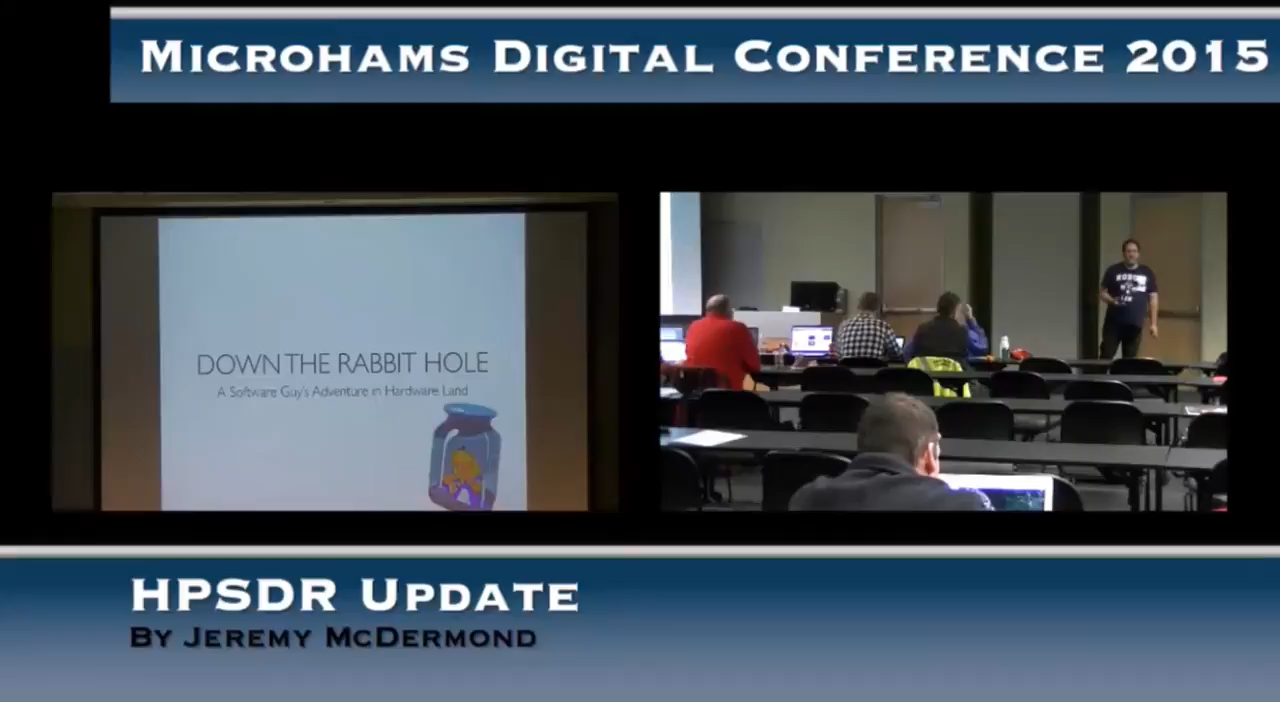 Microhams Digital Conference 2015
DOWN THE RABBIT HOLE
A Software Guy's Adventure in Hardware Land
HPSDR Update
By Jeremy McDermond